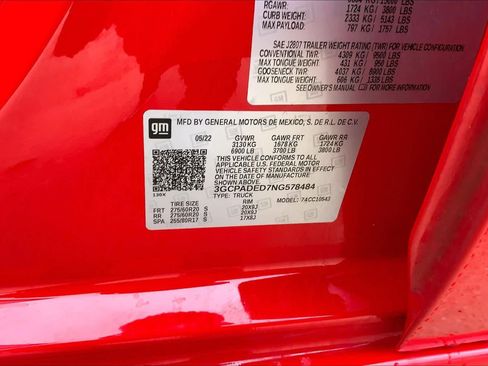 RGAWR: 1724 KG / 3800 LBS
CURB WEIGHT: 2333 KG / 5143 LBS
MAX PAYLOAD: 797 KG / 1757 LBS
SAE J2807 TRAILER WEIGHT RATING (TWR) FOR VEHICLE CONFIGURATION
CONVENTIONAL TWR: 4309 KG / 9500 LBS
MAX TONGUE WEIGHT: 431 KG / 950 LBS
GOOSENECK TWR: 4037 KG / 8900 LBS
MAX TONGUE WEIGHT: 606 KG / 1335 LBS
SEE OWNER'S MANUAL FOR ADDITIONAL
gm
MFD BY GENERAL MOTORS DE MEXICO, S. DE R.L. DE C.V.
05/22 GVWR GAWR FRT GAWR RR
3130 KG 1678 KG 1724 KG
6900 LB 3700 LB 3800 LB
THIS VEHICLE CONFORMS TO ALL
APPLICABLE U.S. FEDERAL MOTOR
VEHICLE SAFETY STANDARDS IN EFFECT
ON THE DATE OF MANUFACTURE SHOWN ABOVE.
3GCPADED7NG578484
TYPE: TRUCK MODEL: 74CC10543
TIRE SIZE RIM
FRT 275/60R20 S 20X9J
RR 275/60R20 S 20X9J
SPA 255/80R17 S 17X8J